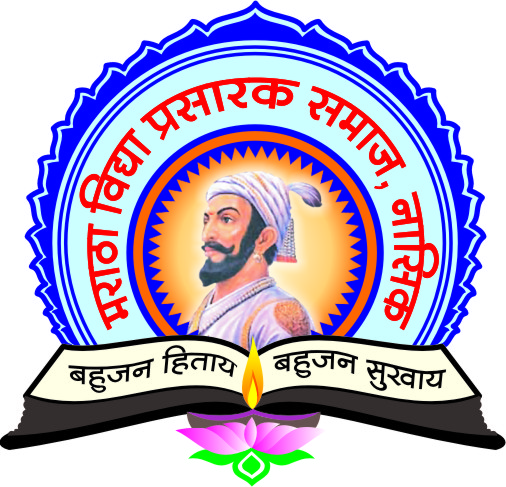 मराठा विद्या प्रसारक समाज, नासिक
बहुजन हिताय बहुजन सुखाय